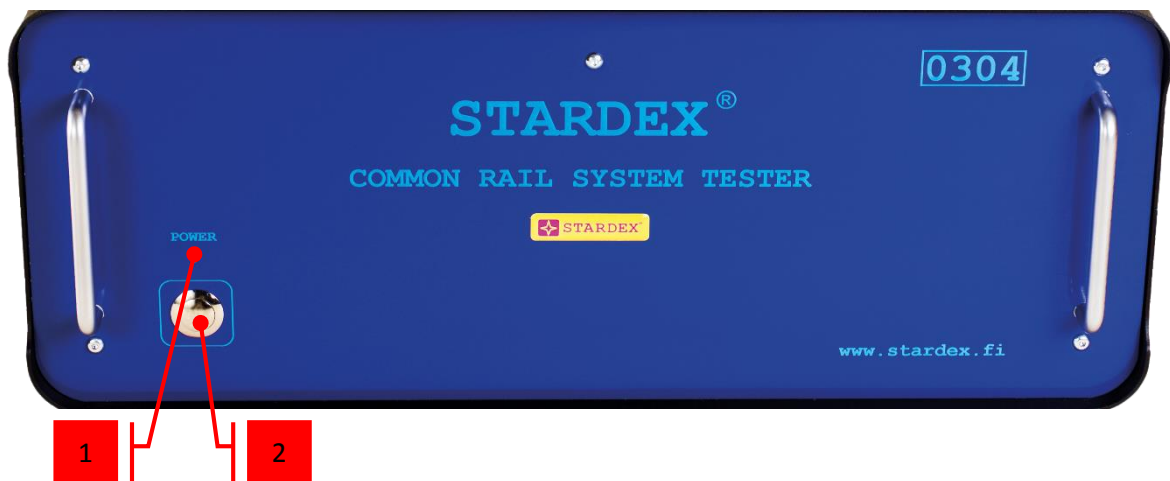 0304
STARDEX®
COMMON RAIL SYSTEM TESTER
STARDEX
POWER
www.stardex.fi
1
2